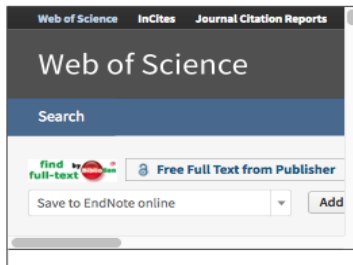 Web of Science InCites Journal Citation Reports
Web of Science
Search
find by
full-text Free Full Text from Publisher
Save to EndNote online Add